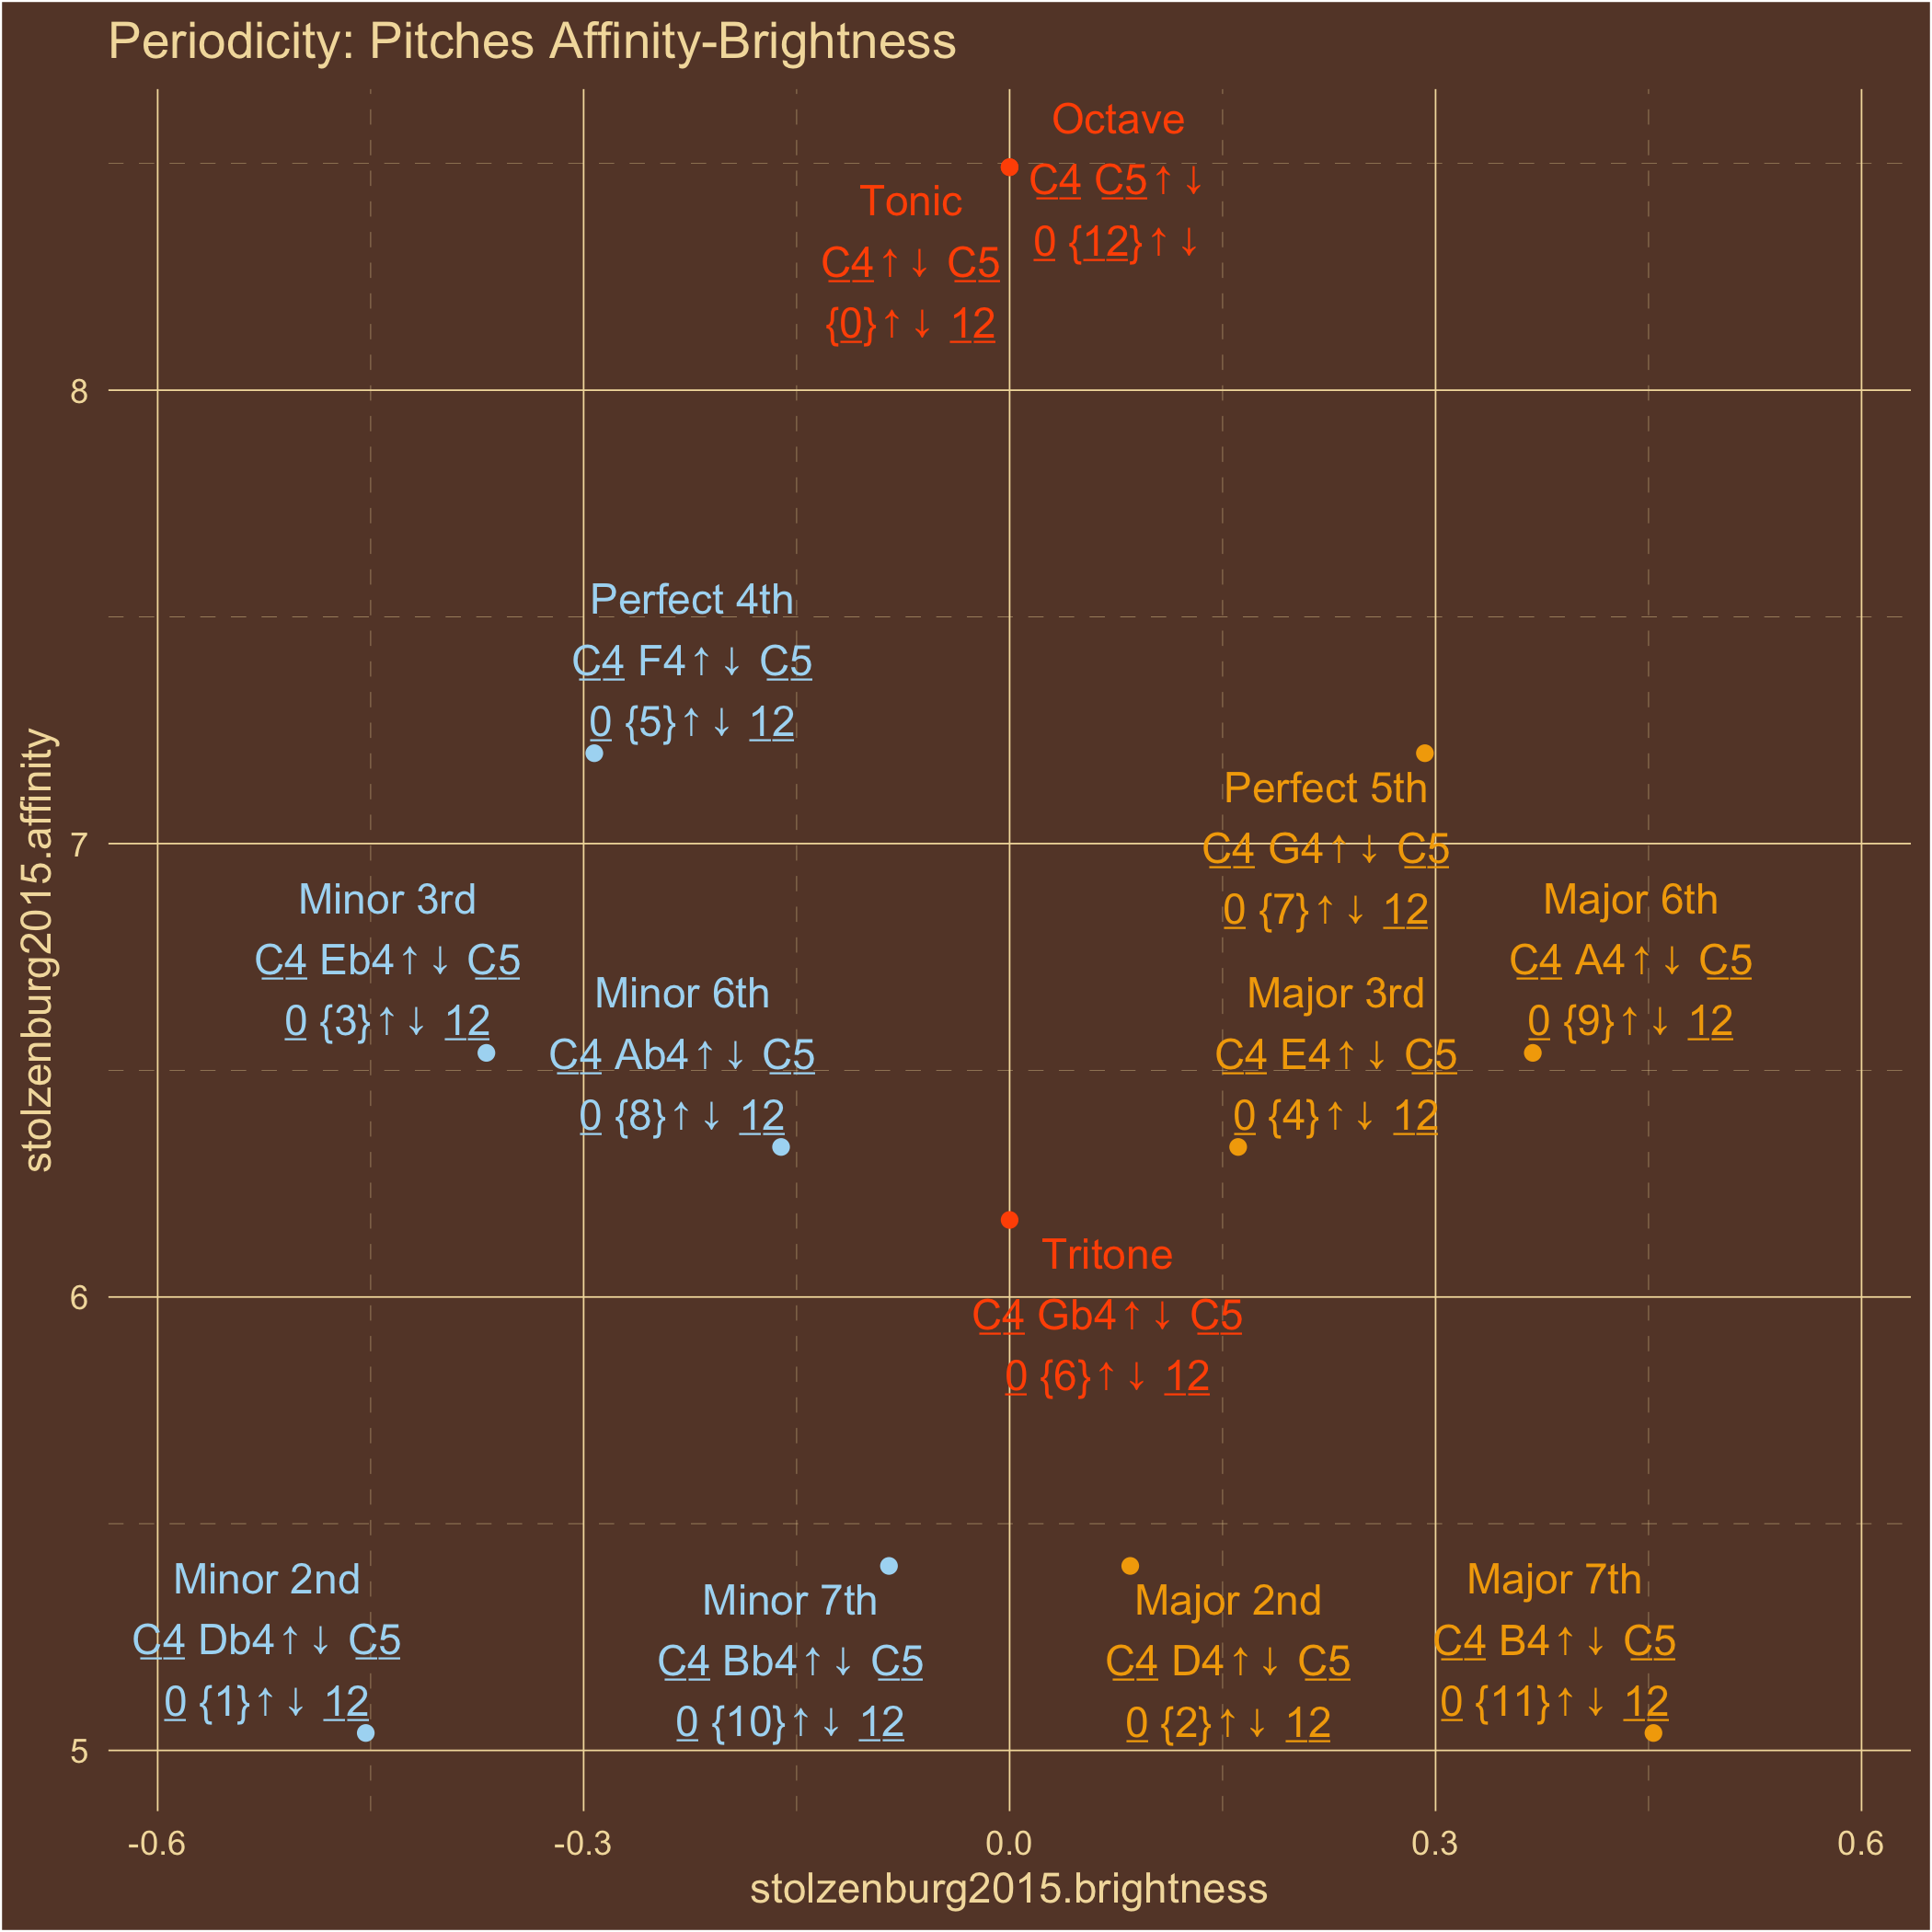 Periodicity: Pitches Affinity-Brightness
Octave
C4 C5↑↓
0 {12}↑↓
Tonic
C4↑↓ C5
{0}↑↓ 12
8
Perfect 4th
C4 F4↑↓ C5
0 {5}↑↓ 12
Perfect 5th
C4 G4↑↓ C5
0 {7}↑↓ 12
7
Minor 3rd
C4 Eb4↑↓ C5
0 {3}↑↓ 12
Major 6th
C4 A4↑↓ C5
0 {9}↑↓ 12
Minor 6th
C4 Ab4↑↓ C5
0 {8}↑↓ 12
Major 3rd
C4 E4↑↓ C5
0 {4}↑↓ 12
stolzenburg2015.affinity
Tritone
C4 Gb4↑↓ C5
0 {6}↑↓ 12
6
Minor 2nd
C4 Db4↑↓ C5
0 {1}↑↓ 12
Minor 7th
C4 Bb4↑↓ C5
0 {10}↑↓ 12
Major 2nd
C4 D4↑↓ C5
0 {2}↑↓ 12
Major 7th
C4 B4↑↓ C5
0 {11}↑↓ 12
5
-0.6 -0.3 0.0 0.3 0.6
stolzenburg2015.brightness